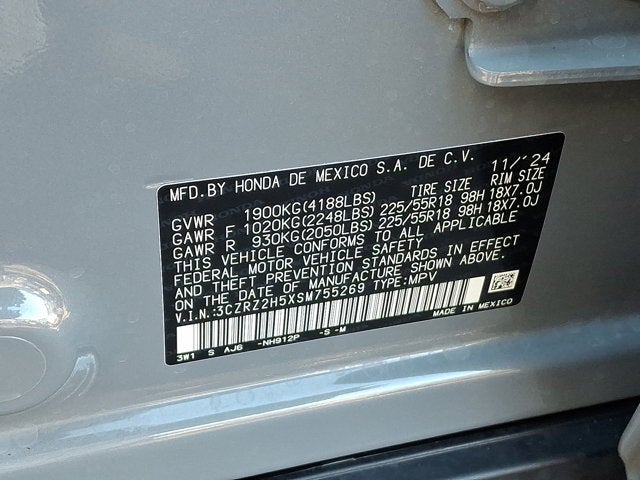 MFD.BY HONDA DE MEXICO S.A. DE C.V. 11/'24
TIRE SIZE RIM SIZE
GVWR 1900KG(4188LBS)
GAWR F 1020KG(2248LBS) 225/55R18 98H 18X7.0J
GAWR R 930KG(2050LBS) 225/55R18 98H 18X7.0J
THIS VEHICLE CONFORMS TO ALL APPLICABLE
FEDERAL MOTOR VEHICLE SAFETY
AND THEFT PREVENTION STANDARDS IN EFFECT
ON THE DATE OF MANUFACTURE SHOWN ABOVE.
V.I.N.:3CZRZ2H5XSM755269 TYPE:MPV
MADE IN MEXICO
3W1 S AJG -NH912P -S -M